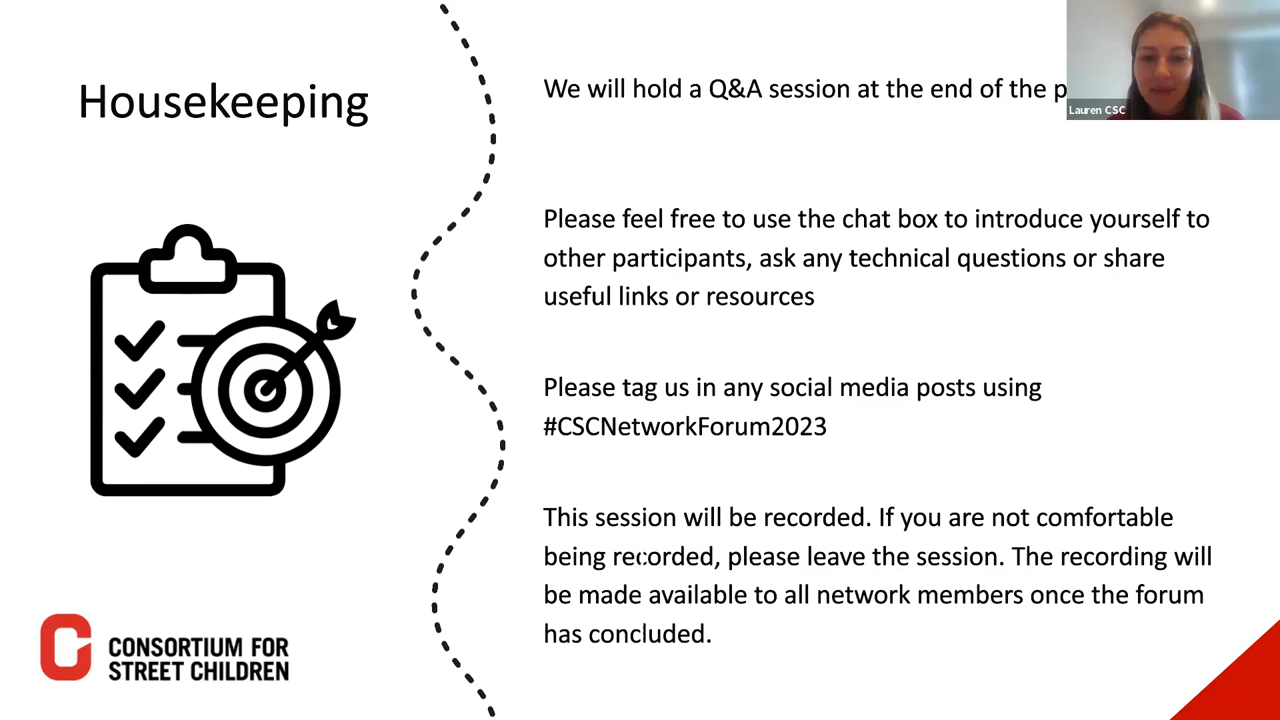 Housekeeping
We will hold a Q&A session at the end of the
Lauren CSC
Please feel free to use the chat box to introduce yourself to
other participants, ask any technical questions or share
useful links or resources
Please tag us in any social media posts using
#CSCNetworkForum2023
This session will be recorded. If you are not comfortable
being recorded, please leave the session. The recording will
be made available to all network members once the forum
has concluded.
CONSORTIUM FOR
STREET CHILDREN